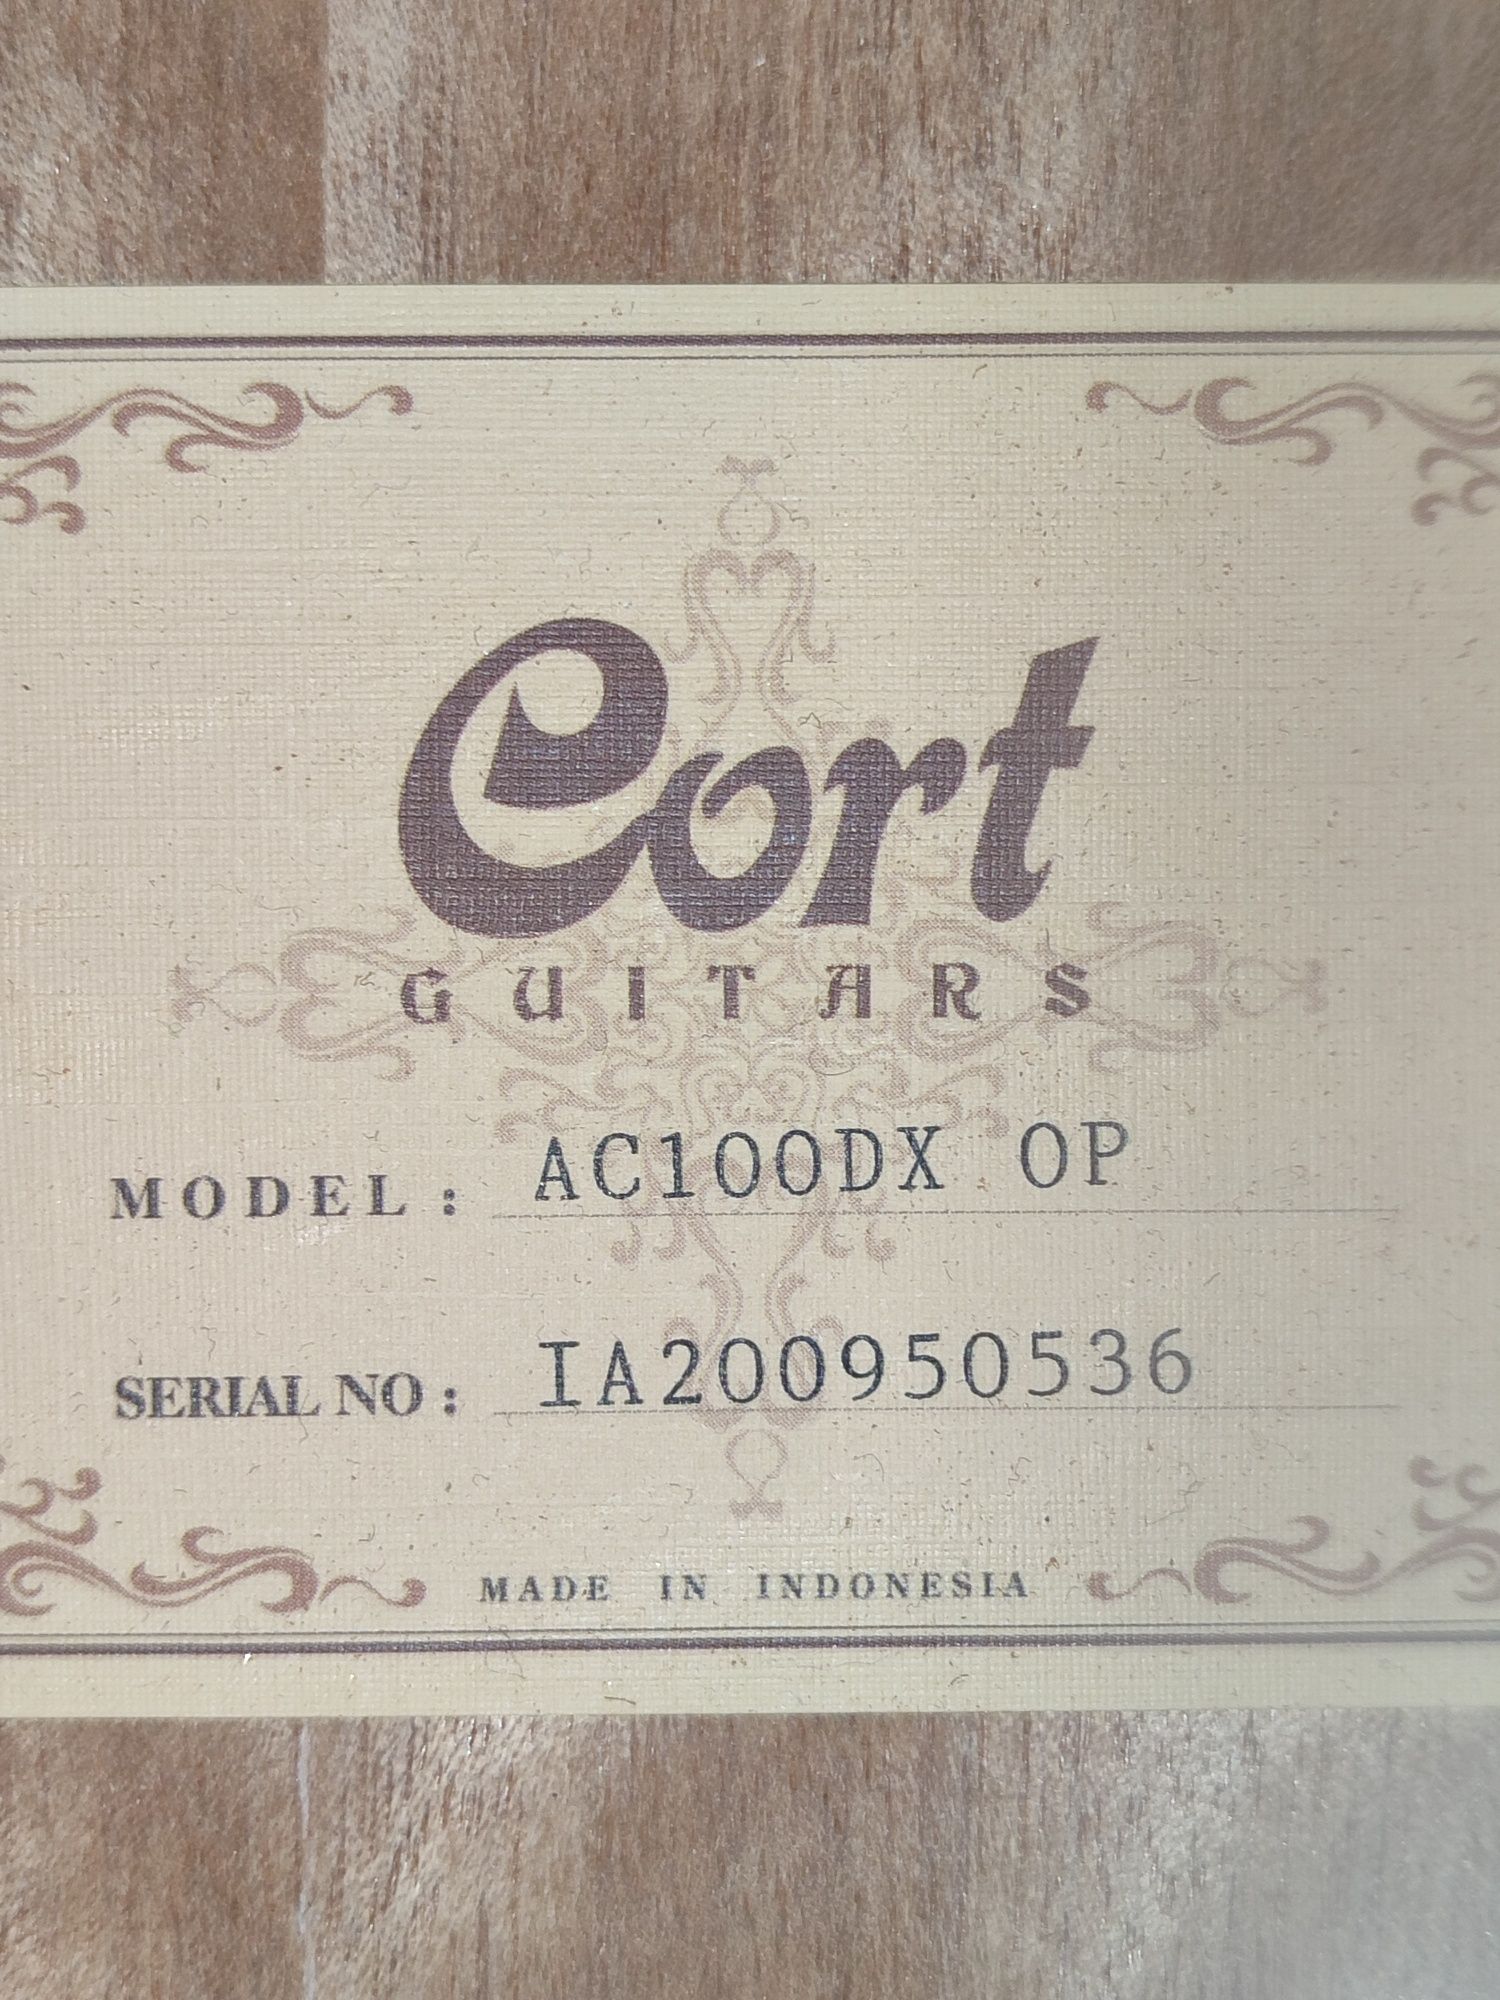 Cort
GUITARS
MODEL : AC100DX OP
SERIAL NO : IA200950536
MADE IN INDONESIA